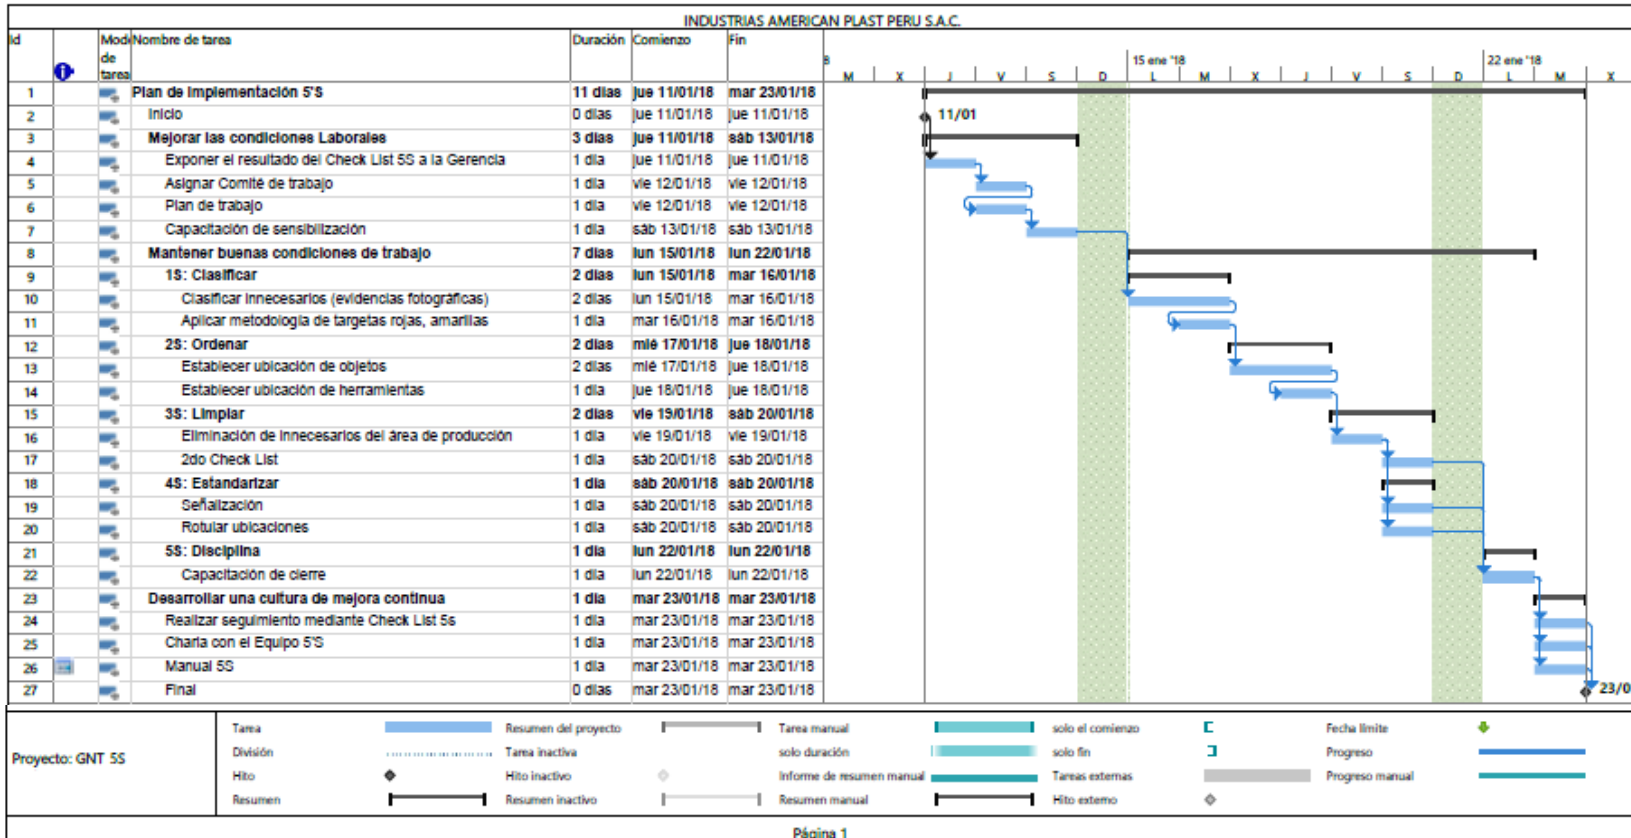 INDUSTRIAS AMERICAN PLAST PERU S.A.C.
Id Modo de tarea Nombre de tarea Duración Comienzo Fin
8 15 ene '18 22 ene '18
M X J V S D L M X J V S D L M X
1 Plan de Implementación 5'S 11 días jue 11/01/18 mar 23/01/18
2 Inicio 0 días jue 11/01/18 jue 11/01/18 11/01
3 Mejorar las condiciones Laborales 3 días jue 11/01/18 sáb 13/01/18
4 Exponer el resultado del Check List 5S a la Gerencia 1 día jue 11/01/18 jue 11/01/18
5 Asignar Comité de trabajo 1 día vie 12/01/18 vie 12/01/18
6 Plan de trabajo 1 día vie 12/01/18 vie 12/01/18
7 Capacitación de sensibilización 1 día sáb 13/01/18 sáb 13/01/18
8 Mantener buenas condiciones de trabajo 7 días lun 15/01/18 lun 22/01/18
9 1S: Clasificar 2 días lun 15/01/18 mar 16/01/18
10 Clasificar innecesarios (evidencias fotográficas) 2 días lun 15/01/18 mar 16/01/18
11 Aplicar metodología de targetas rojas, amarillas 1 día mar 16/01/18 mar 16/01/18
12 2S: Ordenar 2 días mié 17/01/18 jue 18/01/18
13 Establecer ubicación de objetos 2 días mié 17/01/18 jue 18/01/18
14 Establecer ubicación de herramientas 1 día jue 18/01/18 jue 18/01/18
15 3S: Limpiar 2 días vie 19/01/18 sáb 20/01/18
16 Eliminación de innecesarios del área de producción 1 día vie 19/01/18 vie 19/01/18
17 2do Check List 1 día sáb 20/01/18 sáb 20/01/18
18 4S: Estandarizar 1 día sáb 20/01/18 sáb 20/01/18
19 Señalización 1 día sáb 20/01/18 sáb 20/01/18
20 Rotular ubicaciones 1 día sáb 20/01/18 sáb 20/01/18
21 5S: Disciplina 1 día lun 22/01/18 lun 22/01/18
22 Capacitación de cierre 1 día lun 22/01/18 lun 22/01/18
23 Desarrollar una cultura de mejora continua 1 día mar 23/01/18 mar 23/01/18
24 Realizar seguimiento mediante Check List 5s 1 día mar 23/01/18 mar 23/01/18
25 Charla con el Equipo 5'S 1 día mar 23/01/18 mar 23/01/18
26 Manual 5S 1 día mar 23/01/18 mar 23/01/18
27 Final 0 días mar 23/01/18 mar 23/01/18 23/0
Proyecto: GNT 5S
Tarea Resumen del proyecto Tarea manual solo el comienzo Fecha límite
División Tarea inactiva solo duración solo fin Progreso
Hito Hito inactivo Informe de resumen manual Tareas externas Progreso manual
Resumen Resumen inactivo Resumen manual Hito externo
Página 1